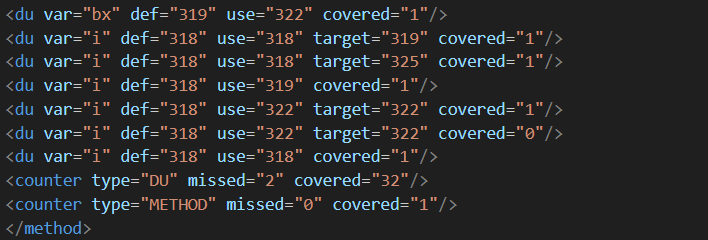 <du var="bx" def="319" use="322" covered="1"/>
<du var="i" def="318" use="318" target="319" covered="1"/>
<du var="i" def="318" use="318" target="325" covered="1"/>
<du var="i" def="318" use="319" covered="1"/>
<du var="i" def="318" use="322" target="322" covered="1"/>
<du var="i" def="318" use="322" target="322" covered="0"/>
<du var="i" def="318" use="318" covered="1"/>
<counter type="DU" missed="2" covered="32"/>
<counter type="METHOD" missed="0" covered="1"/>
</method>